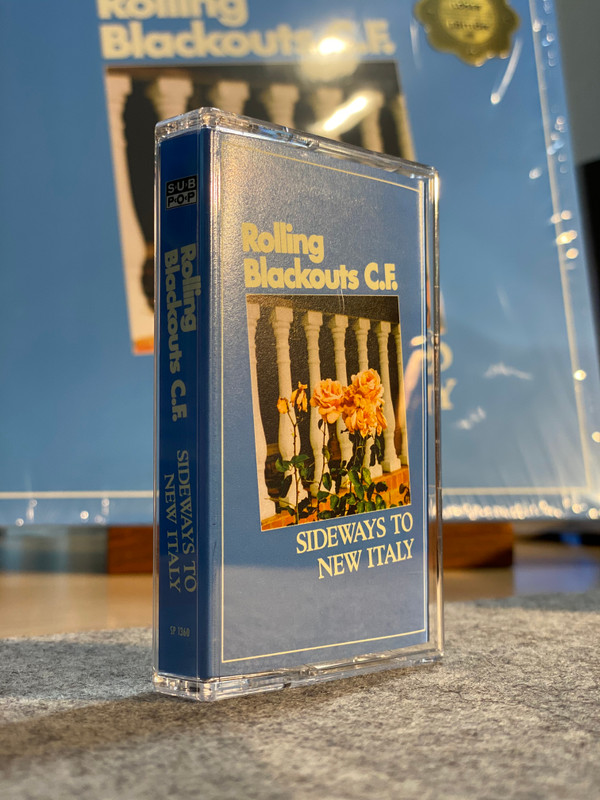 Rolling
Blackouts C.F.
SUB
POP
Rolling
Blackouts C.F.
SIDEWAYS TO
NEW ITALY
SP 1360
Rolling
Blackouts C.F.
SIDEWAYS TO
NEW ITALY